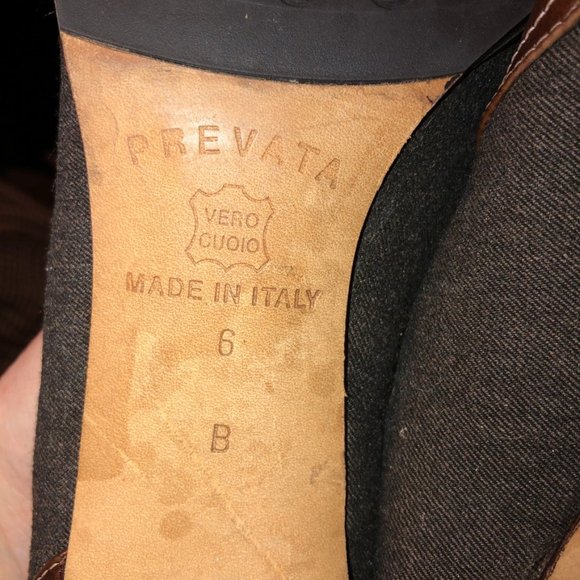 PREVATA
VERO
CUOIO
MADE IN ITALY
6
B